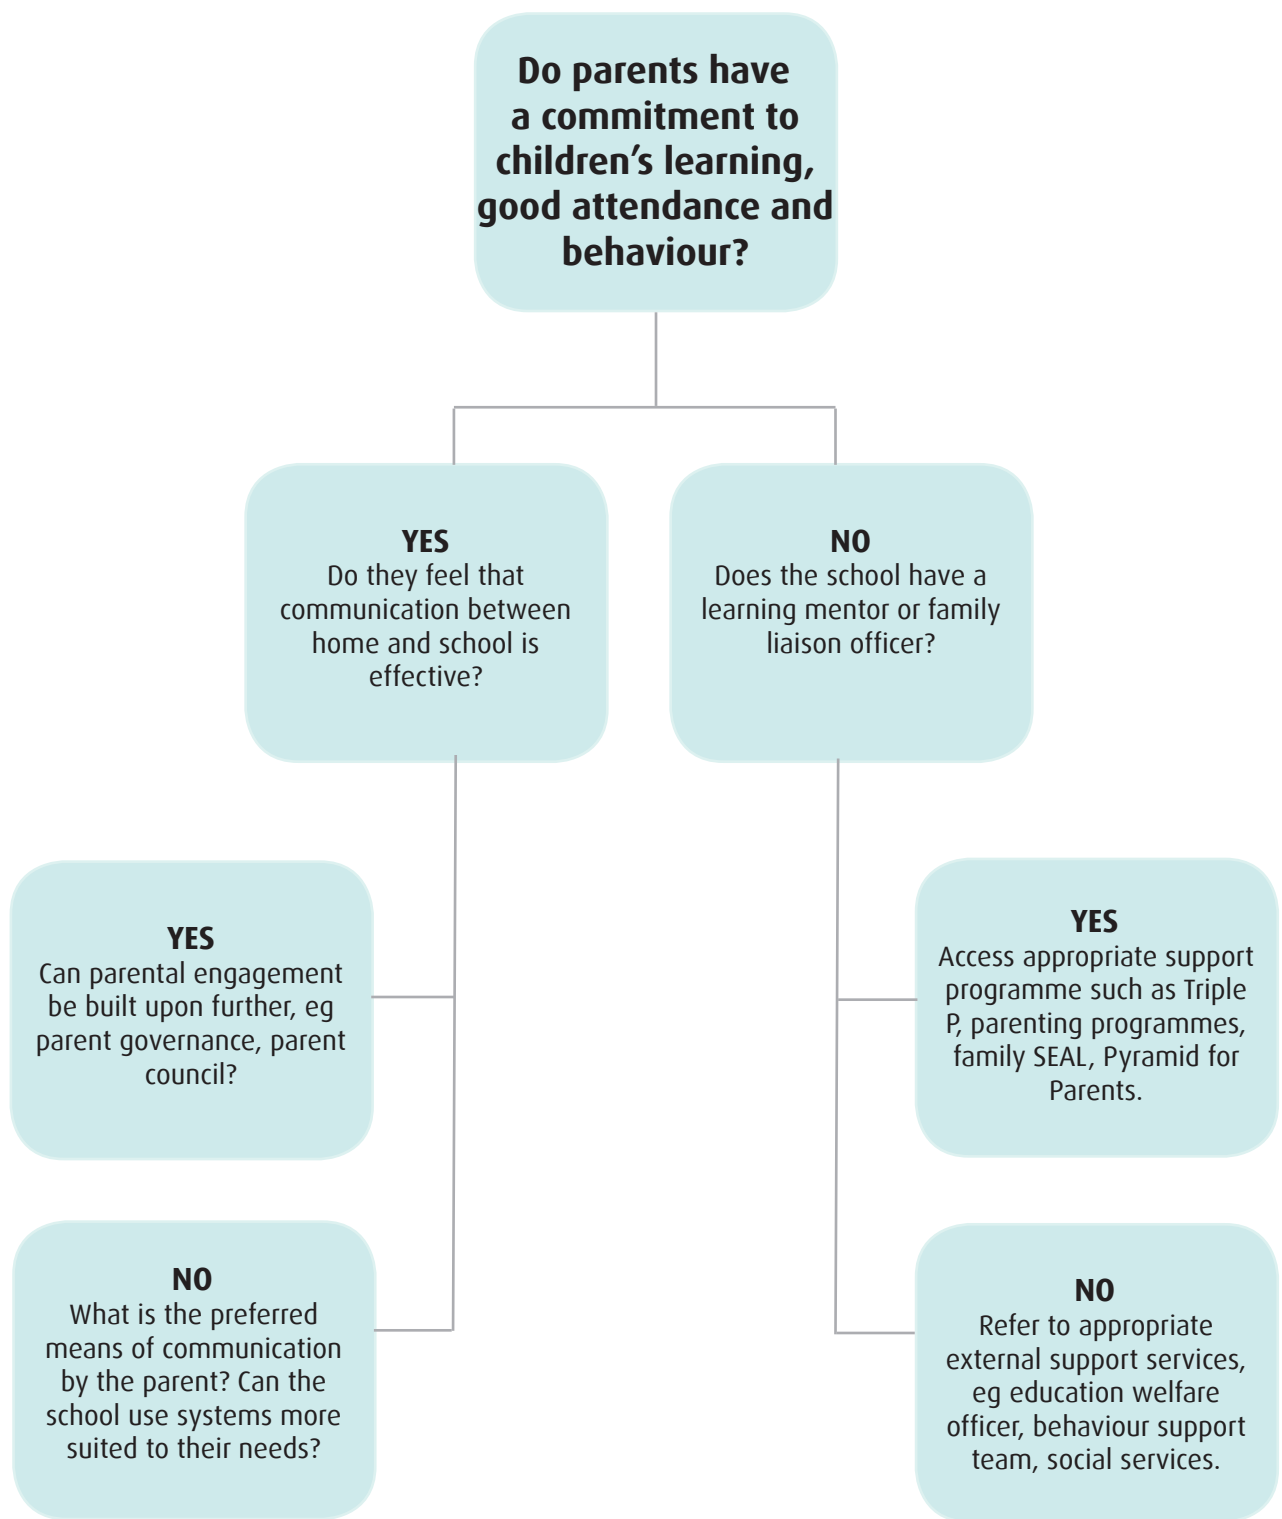 Do parents have
a commitment to
children’s learning,
good attendance and
behaviour?
YES
Do they feel that
communication between
home and school is
effective?
NO
Does the school have a
learning mentor or family
liaison officer?
YES
Can parental engagement
be built upon further, eg
parent governance, parent
council?
YES
Access appropriate support
programme such as Triple
P, parenting programmes,
family SEAL, Pyramid for
Parents.
NO
What is the preferred
means of communication
by the parent? Can the
school use systems more
suited to their needs?
NO
Refer to appropriate
external support services,
eg education welfare
officer, behaviour support
team, social services.